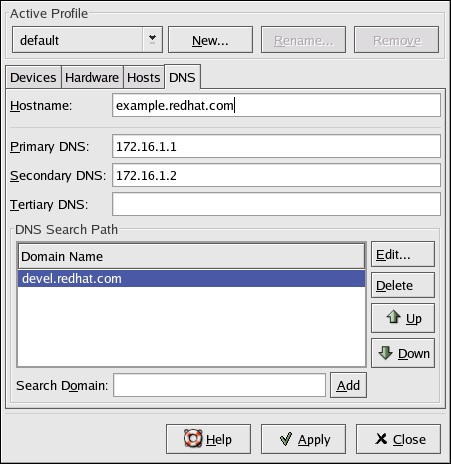 Active Profile
default New... Rename... Remove
Devices Hardware Hosts DNS
Hostname: example.redhat.com
Primary DNS: 172.16.1.1
Secondary DNS: 172.16.1.2
Tertiary DNS:
DNS Search Path
Domain Name Edit...
devel.redhat.com Delete
Up
Down
Search Domain: Add
Help Apply Close